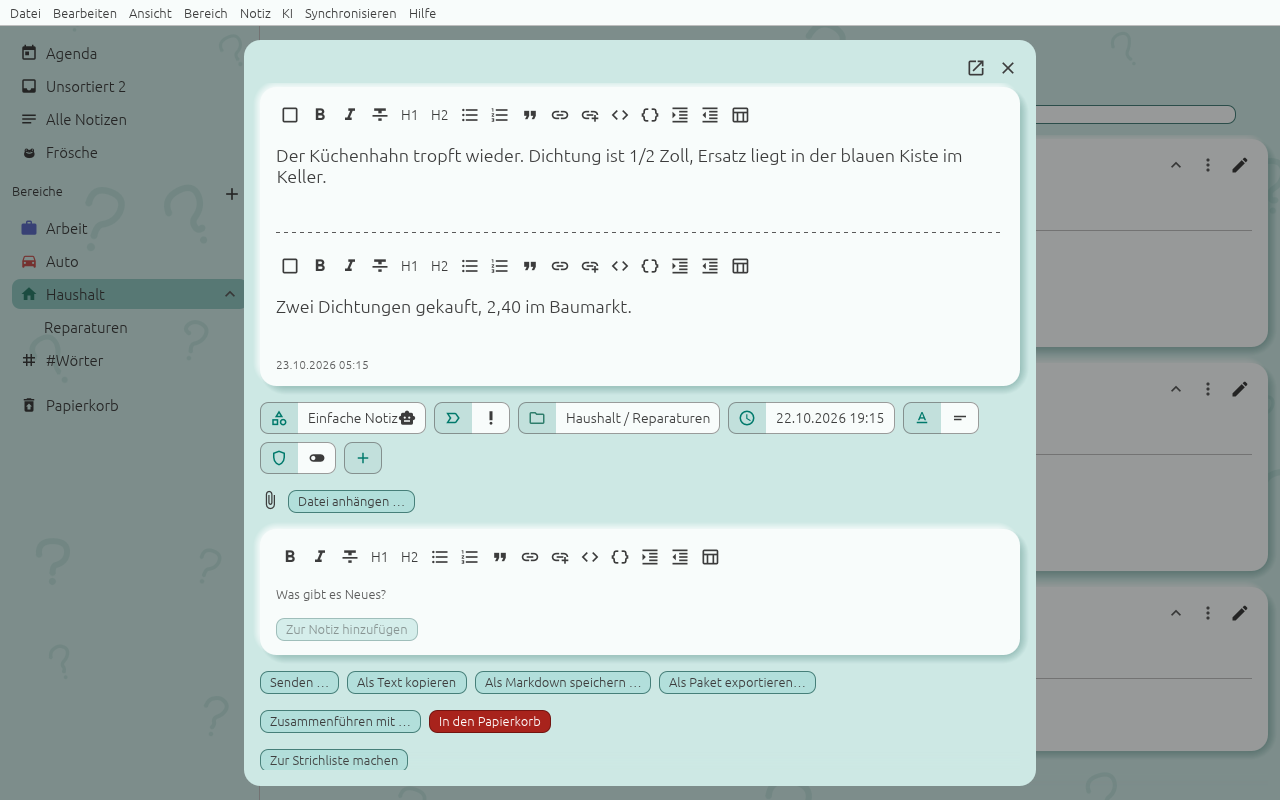 Datei Bearbeiten Ansicht Bereich Notiz KI Synchronisieren Hilfe
Agenda
Unsortiert 2
Alle Notizen
Frösche
Bereiche
Arbeit
Auto
Haushalt
Reparaturen
#Wörter
Papierkorb
H1 H2
Der Küchenhahn tropft wieder. Dichtung ist 1/2 Zoll, Ersatz liegt in der blauen Kiste im
Keller.
H1 H2
Zwei Dichtungen gekauft, 2,40 im Baumarkt.
23.10.2026 05:15
Einfache Notiz
Haushalt / Reparaturen
22.10.2026 19:15
Datei anhängen ...
H1 H2
Was gibt es Neues?
Zur Notiz hinzufügen
Senden ... Als Text kopieren Als Markdown speichern ... Als Paket exportieren...
Zusammenführen mit ... In den Papierkorb
Zur Strichliste machen